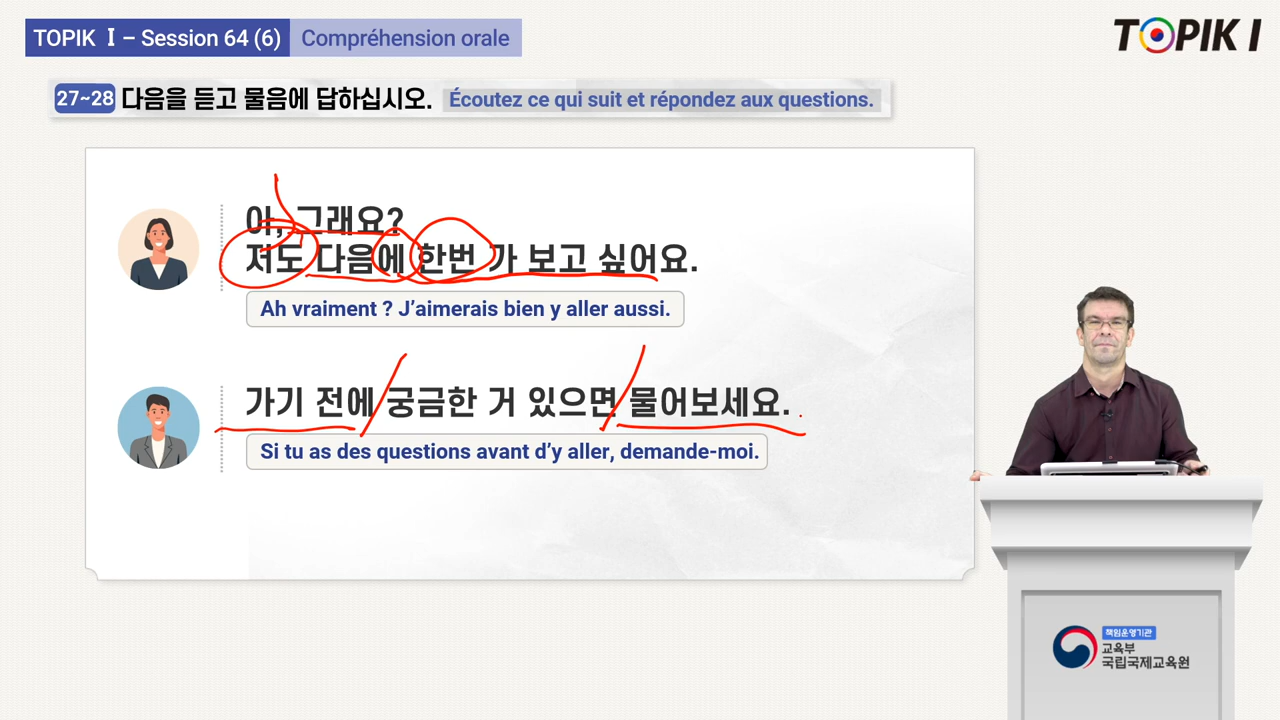 TOPIK I – Session 64 (6) Compréhension orale
TOPIK I
27~28 다음을 듣고 물음에 답하십시오. Écoutez ce qui suit et répondez aux questions.
아, 그래요?
저도 다음에 한번 가 보고 싶어요.
Ah vraiment ? J’aimerais bien y aller aussi.
가기 전에 궁금한 거 있으면 물어보세요.
Si tu as des questions avant d’y aller, demande-moi.
책임운영기관
교육부
국립국제교육원